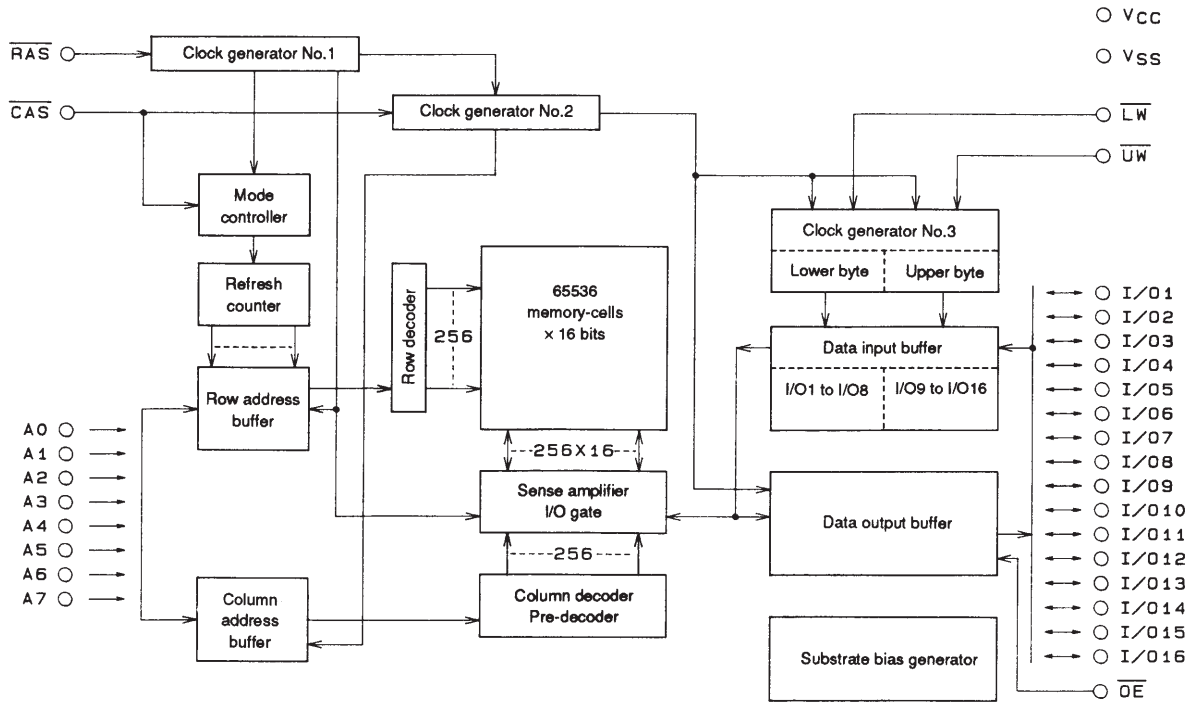 VCC
RAS
Clock generator No.1
VSS
CAS
Clock generator No.2
LW
UW
Mode
controller
Clock generator No.3
Lower byte
Upper byte
Refresh
counter
Row decoder
256
65536
memory-cells
× 16 bits
Data input buffer
I/O1 to I/O8
I/O9 to I/O16
Row address
buffer
256X16
Sense amplifier
I/O gate
Data output buffer
256
Column
address
buffer
Column decoder
Pre-decoder
Substrate bias generator
A0
A1
A2
A3
A4
A5
A6
A7
I/O1
I/O2
I/O3
I/O4
I/O5
I/O6
I/O7
I/O8
I/O9
I/O10
I/O11
I/O12
I/O13
I/O14
I/O15
I/O16
OE